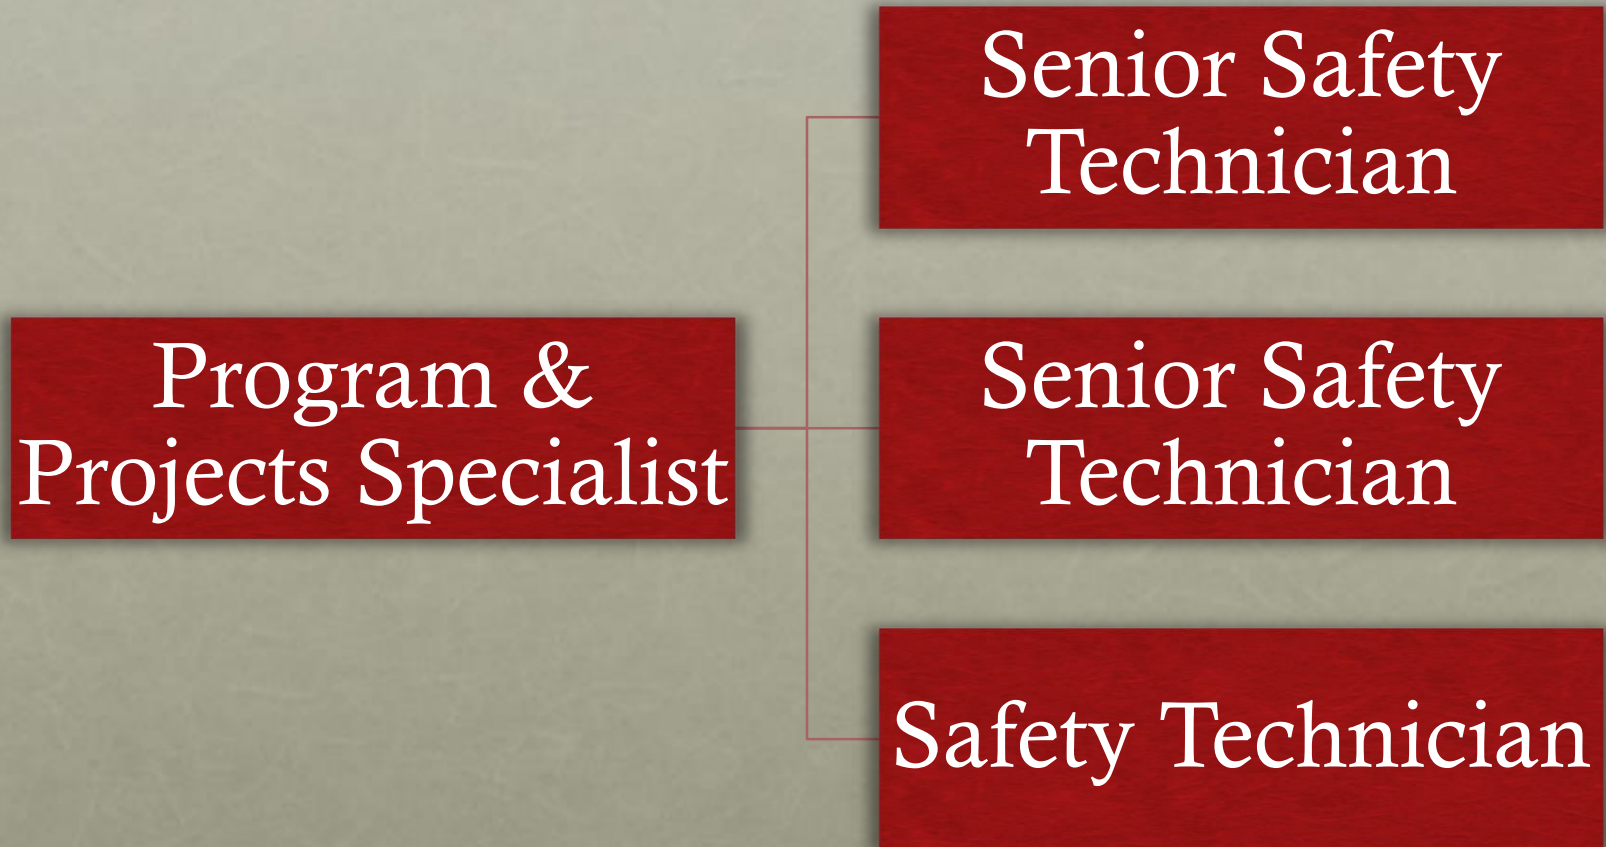 Senior Safety
Technician
Program &
Projects Specialist
Senior Safety
Technician
Safety Technician